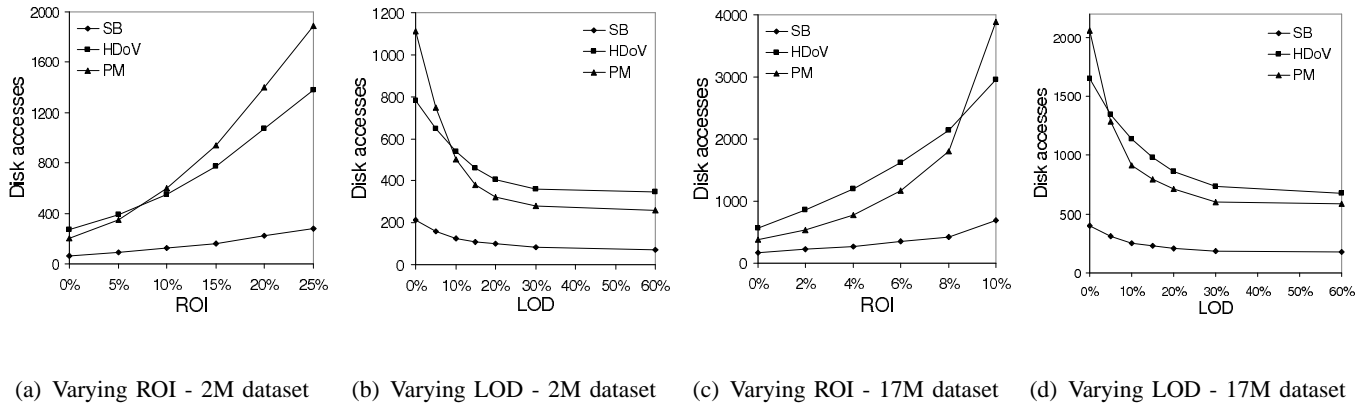 2000
1600
1200
800
400
0
Disk accesses
SB
HDoV
PM
0% 5% 10% 15% 20% 25%
ROI
1200
1000
800
600
400
200
0
Disk accesses
SB
HDoV
PM
0% 10% 20% 30% 40% 50% 60%
LOD
4000
3000
2000
1000
0
Disk accesses
SB
HDoV
PM
0% 2% 4% 6% 8% 10%
ROI
2000
1500
1000
500
0
Disk accesses
SB
HDoV
PM
0% 10% 20% 30% 40% 50% 60%
LOD
(a) Varying ROI - 2M dataset
(b) Varying LOD - 2M dataset
(c) Varying ROI - 17M dataset
(d) Varying LOD - 17M dataset